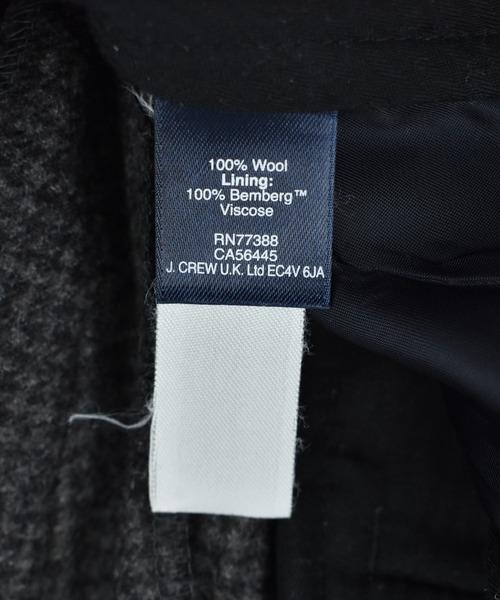 100% Wool
Lining:
100% Bemberg™
Viscose
RN77388
CA56445
J. CREW U.K. Ltd EC4V 6JA